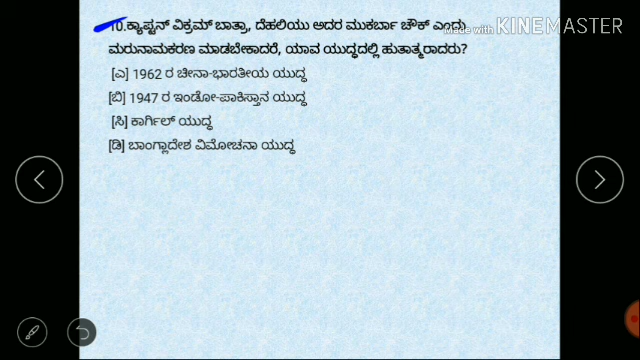 10.ಕ್ಯಾಪ್ಟನ್ ವಿಕ್ರಮ್ ಬಾತ್ರಾ, ದೆಹಲಿಯು ಅದರ ಮುಕರ್ಬಾ ಚೌಕ್ ಎಂದು
Made with KINEMASTER
ಮರುನಾಮಕರಣ ಮಾಡಬೇಕಾದರೆ, ಯಾವ ಯುದ್ಧದಲ್ಲಿ ಹುತಾತ್ಮರಾದರು?
[ಎ] 1962 ರ ಚೀನಾ-ಭಾರತೀಯ ಯುದ್ಧ
[ಬಿ] 1947 ರ ಇಂಡೋ-ಪಾಕಿಸ್ತಾನ ಯುದ್ಧ
[ಸಿ] ಕಾರ್ಗಿಲ್ ಯುದ್ಧ
[ಡಿ] ಬಾಂಗ್ಲಾದೇಶ ವಿಮೋಚನಾ ಯುದ್ಧ